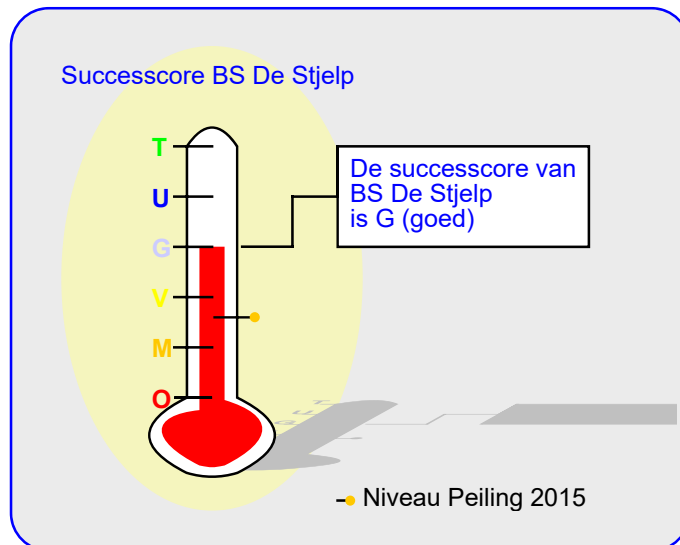 Successcore BS De Stjelp
T
U
G
V
M
O
De successcore van
BS De Stjelp
is G (goed)
Niveau Peiling 2015